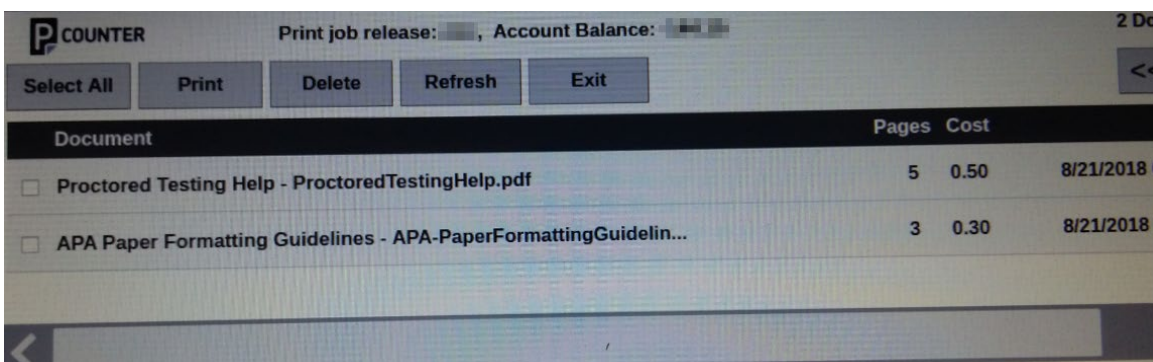 P COUNTER Print job release: , Account Balance: 2 Do
Select All Print Delete Refresh Exit <<
Document Pages Cost
Proctored Testing Help - ProctoredTestingHelp.pdf 5 0.50 8/21/2018
APA Paper Formatting Guidelines - APA-PaperFormattingGuidelin... 3 0.30 8/21/2018